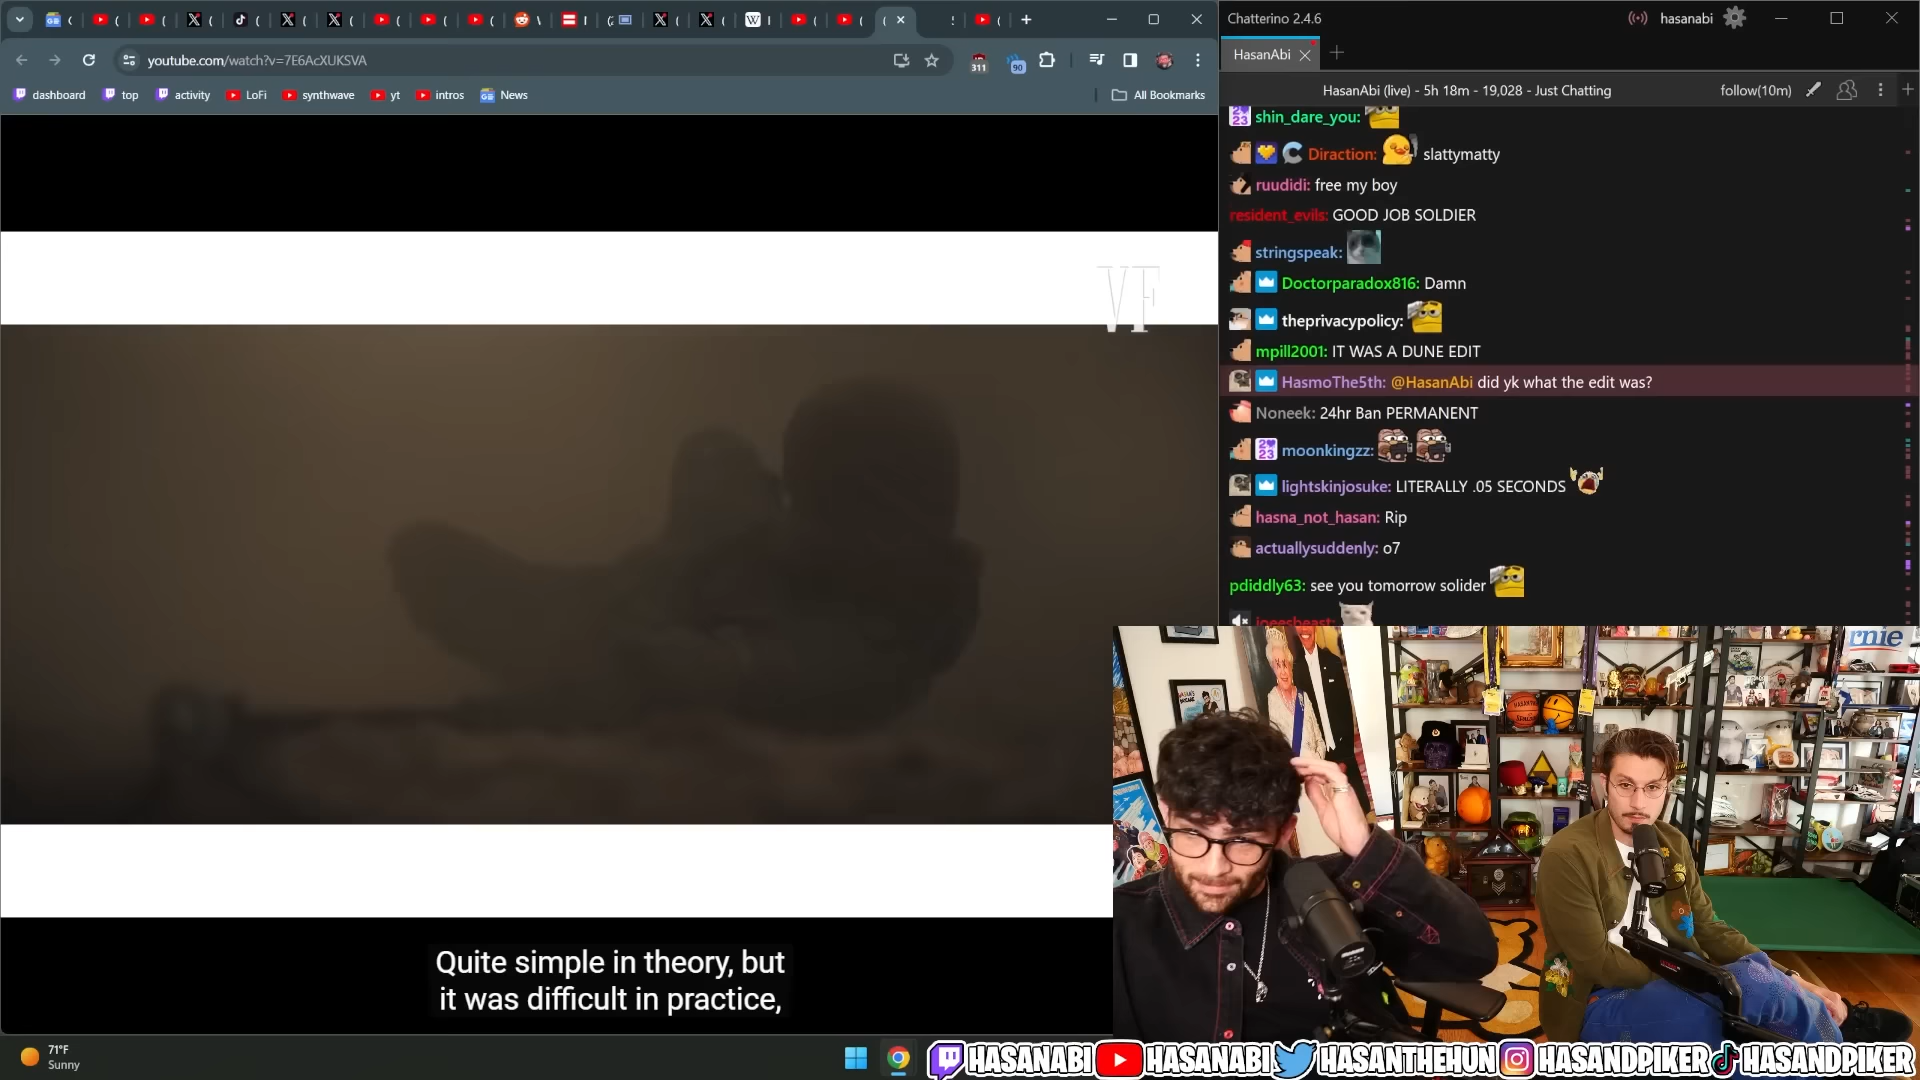 youtube.com/watch?v=7E6AcXUKSVA
311
90
dashboard
top
activity
LoFi
synthwave
yt
intros
News
All Bookmarks
VF
Quite simple in theory, but
it was difficult in practice,
71°F
Sunny
Chatterino 2.4.6
hasanabi
HasanAbi
HasanAbi (live) - 5h 18m - 19,028 - Just Chatting
follow(10m)
shin_dare_you:
Diraction: slattymatty
ruudidi: free my boy
resident_evils: GOOD JOB SOLDIER
stringspeak:
Doctorparadox816: Damn
theprivacypolicy:
mpill2001: IT WAS A DUNE EDIT
HasmoThe5th: @HasanAbi did yk what the edit was?
Noneek: 24hr Ban PERMANENT
moonkingzz:
lightskinjosuke: LITERALLY .05 SECONDS
hasna_not_hasan: Rip
actuallysuddenly: o7
pdiddly63: see you tomorrow solider
rnie
HASANABI
HASANABI
HASANTHEHUN
HASANDPIKER
HASANDPIKER